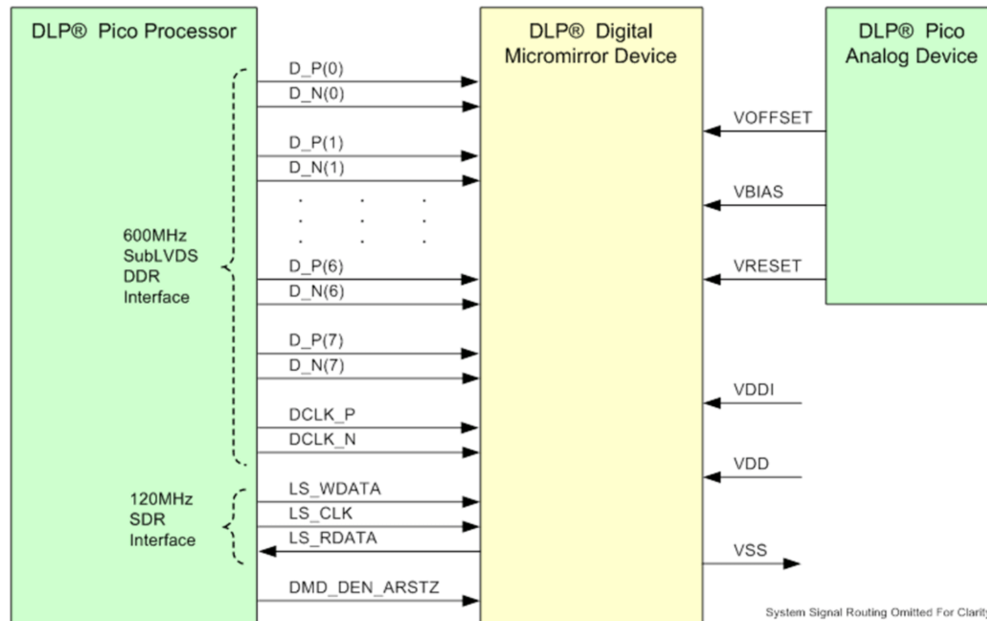 DLP® Pico Processor
DLP® Digital
Micromirror Device
DLP® Pico
Analog Device
D_P(0)
D_N(0)
D_P(1)
D_N(1)
. . .
. . .
. . .
D_P(6)
D_N(6)
D_P(7)
D_N(7)
DCLK_P
DCLK_N
600MHz
SubLVDS
DDR
Interface
LS_WDATA
LS_CLK
LS_RDATA
120MHz
SDR
Interface
DMD_DEN_ARSTZ
VOFFSET
VBIAS
VRESET
VDDI
VDD
VSS
System Signal Routing Omitted For Clarity